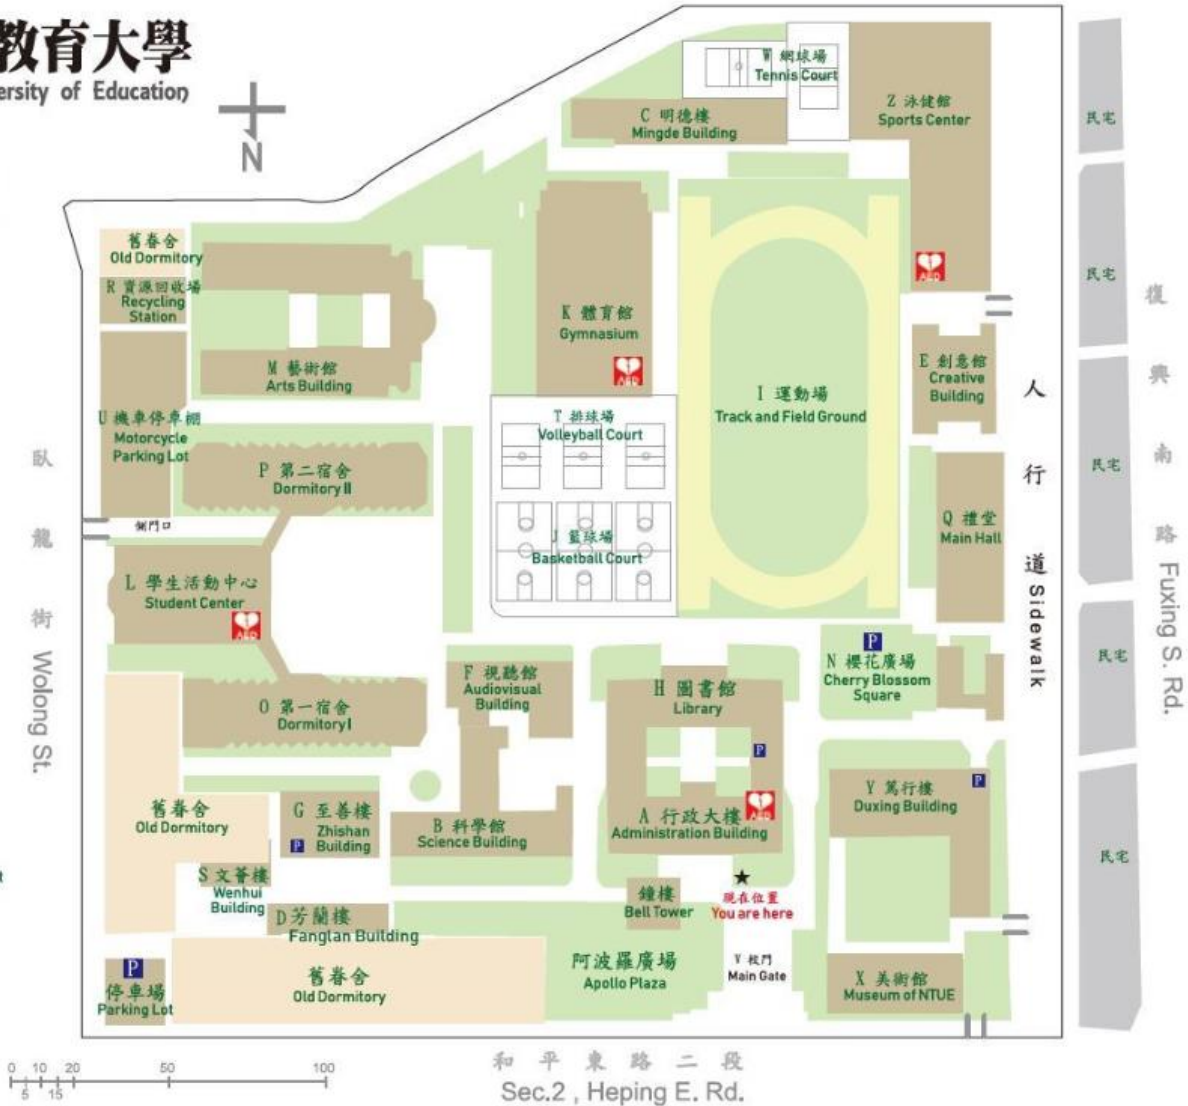 教育大學
ersity of Education
N
W 網球場
Tennis Court
C 明德樓
Mingde Building
Z 泳健館
Sports Center
民宅
舊眷舍
Old Dormitory
R 資源回收場
Recycling
Station
AED
民宅
復興南路 Fuxing S. Rd.
K 體育館
Gymnasium
AED
E 創意館
Creative
Building
M 藝術館
Arts Building
I 運動場
Track and Field Ground
人行道 Sidewalk
U 機車停車棚
Motorcycle
Parking Lot
T 排球場
Volleyball Court
P 第二宿舍
Dormitory II
民宅
臥龍街 Wolong St.
側門口
Q 禮堂
Main Hall
J 籃球場
Basketball Court
L 學生活動中心
Student Center
AED
P
N 櫻花廣場
Cherry Blossom
Square
民宅
F 視聽館
Audiovisual
Building
H 圖書館
Library
O 第一宿舍
Dormitory I
P
P
Y 篤行樓
Duxing Building
舊眷舍
Old Dormitory
G 至善樓
Zhishan
Building
P
B 科學館
Science Building
A 行政大樓
Administration Building
AED
民宅
S 文薈樓
Wenhui
Building
鐘樓
Bell Tower
★
現在位置
You are here
D 芳蘭樓
Fanglan Building
P
停車場
Parking Lot
舊眷舍
Old Dormitory
阿波羅廣場
Apollo Plaza
V 校門
Main Gate
X 美術館
Museum of NTUE
和平東路二段
Sec.2 , Heping E. Rd.
0 10 20 50 100
5 15